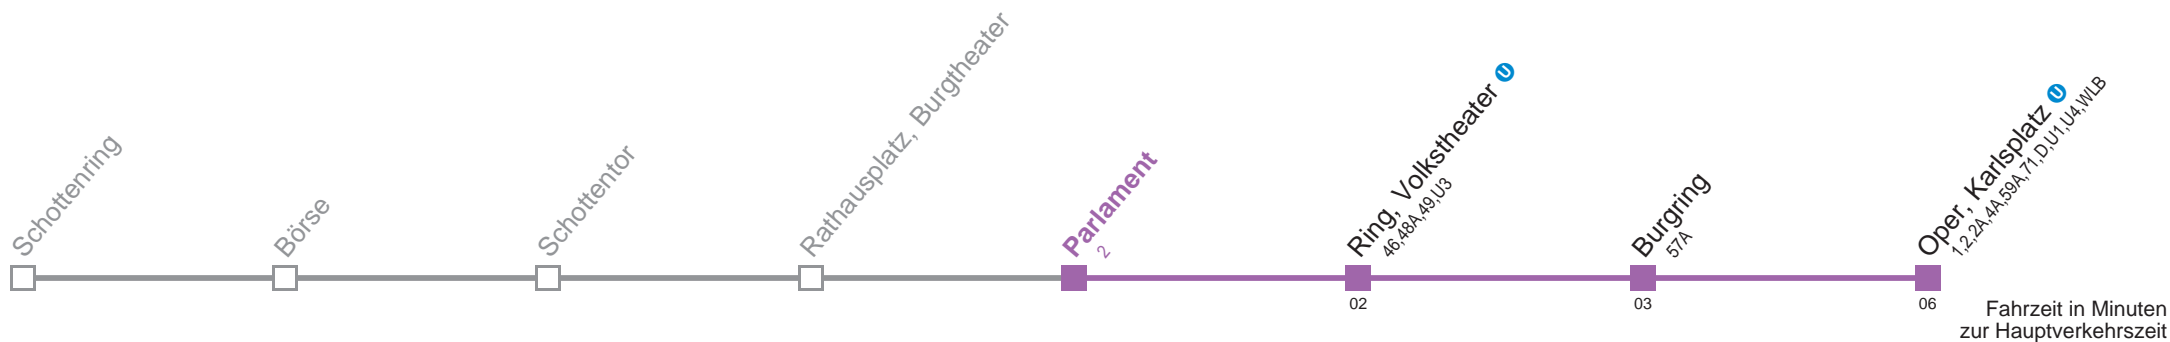 Schottenring
Börse
Schottentor
Rathausplatz, Burgtheater
Parlament
2
Ring, Volkstheater U
46,48A,49,U3
Burgring
57A
Oper, Karlsplatz U
1,2,2A,4A,59A,71,D,U1,U4,WLB
02
03
06
Fahrzeit in Minuten
zur Hauptverkehrszeit